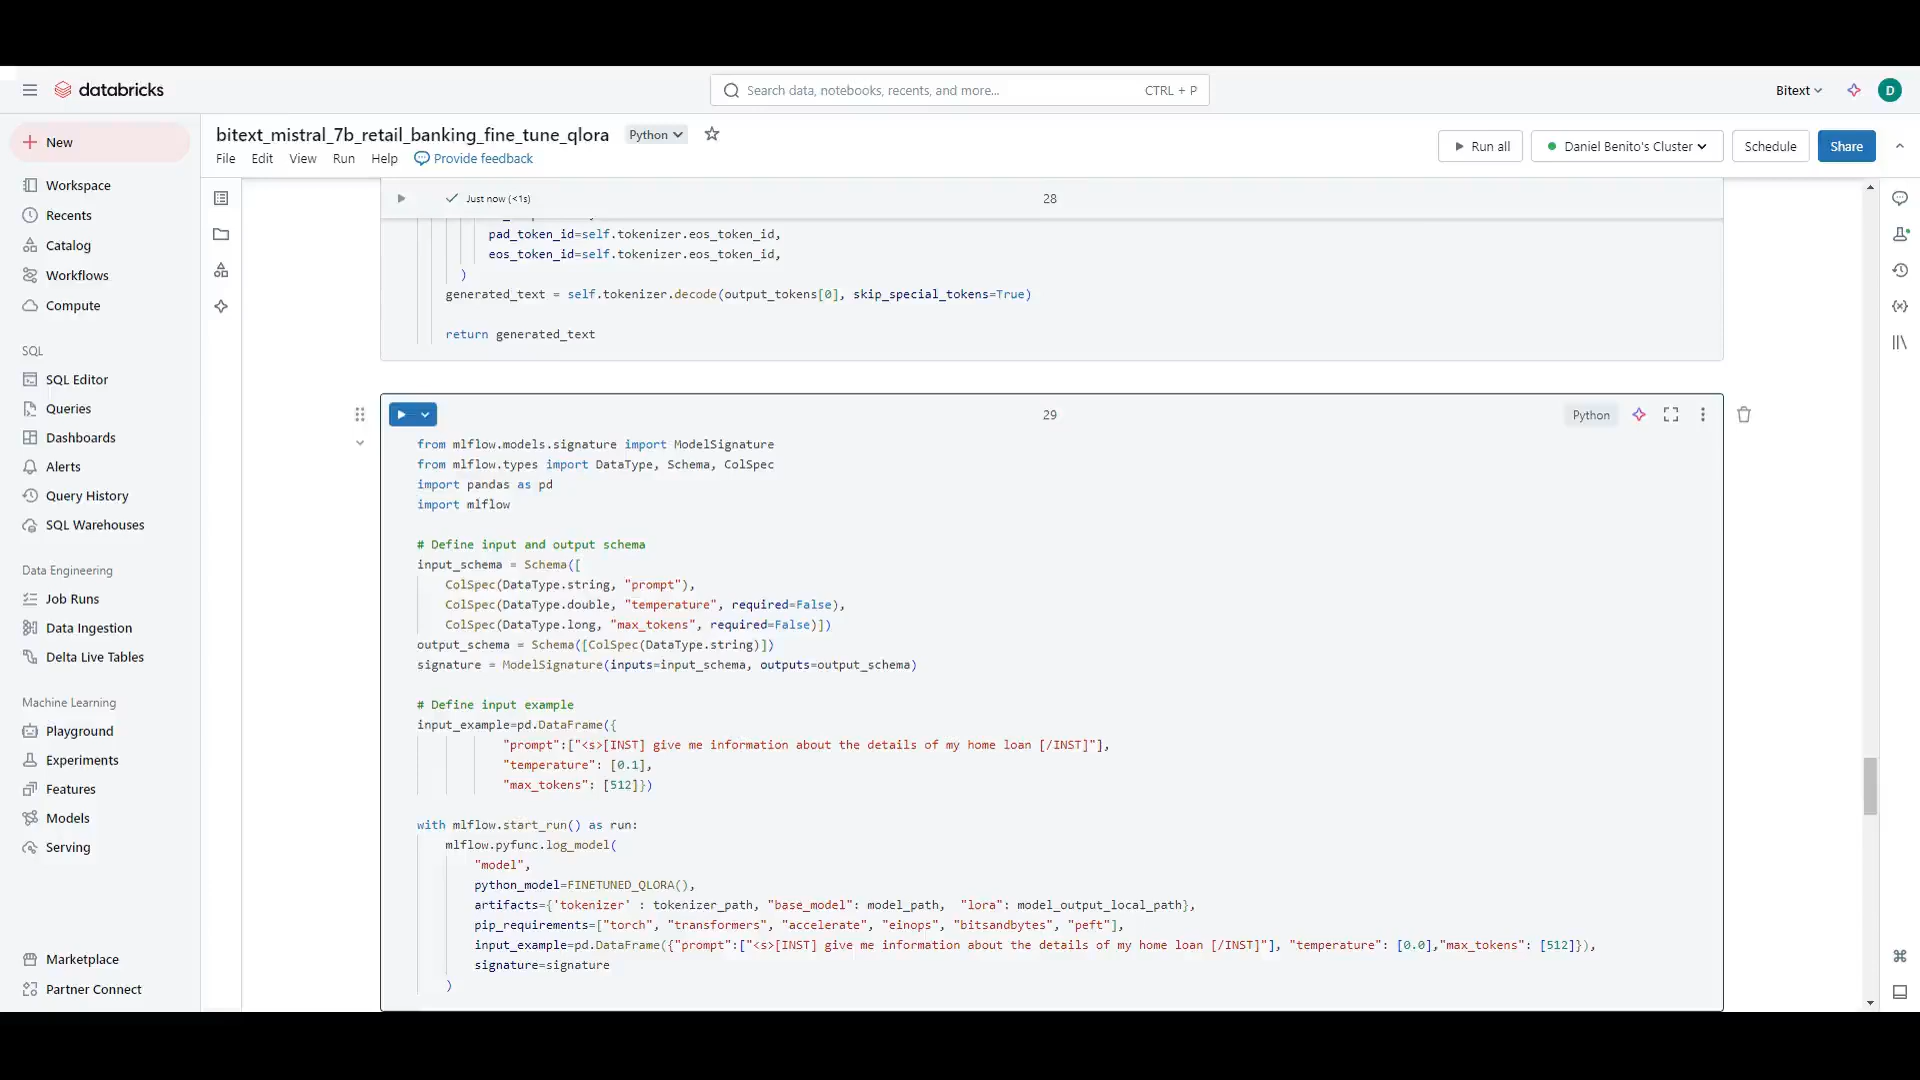 databricks
Search data, notebooks, recents, and more...
CTRL + P
Bitext
D
New
bitext_mistral_7b_retail_banking_fine_tune_qlora
Python
File
Edit
View
Run
Help
Provide feedback
Run all
Daniel Benito's Cluster
Schedule
Share
Workspace
Recents
Catalog
Workflows
Compute
SQL
SQL Editor
Queries
Dashboards
Alerts
Query History
SQL Warehouses
Data Engineering
Job Runs
Data Ingestion
Delta Live Tables
Machine Learning
Playground
Experiments
Features
Models
Serving
Marketplace
Partner Connect
Just now (<1s)
28
pad_token_id=self.tokenizer.eos_token_id,
eos_token_id=self.tokenizer.eos_token_id,
)
generated_text = self.tokenizer.decode(output_tokens[0], skip_special_tokens=True)
return generated_text
29
Python
from mlflow.models.signature import ModelSignature
from mlflow.types import DataType, Schema, ColSpec
import pandas as pd
import mlflow
# Define input and output schema
input_schema = Schema([
ColSpec(DataType.string, "prompt"),
ColSpec(DataType.double, "temperature", required=False),
ColSpec(DataType.long, "max_tokens", required=False)])
output_schema = Schema([ColSpec(DataType.string)])
signature = ModelSignature(inputs=input_schema, outputs=output_schema)
# Define input example
input_example=pd.DataFrame({
"prompt":["<s>[INST] give me information about the details of my home loan [/INST]"],
"temperature": [0.1],
"max_tokens": [512]})
with mlflow.start_run() as run:
mlflow.pyfunc.log_model(
"model",
python_model=FINETUNED_QLORA(),
artifacts={'tokenizer' : tokenizer_path, "base_model": model_path,  "lora": model_output_local_path},
pip_requirements=["torch", "transformers", "accelerate", "einops", "bitsandbytes", "peft"],
input_example=pd.DataFrame({"prompt":["<s>[INST] give me information about the details of my home loan [/INST]"], "temperature": [0.0],"max_tokens": [512]}),
signature=signature
)